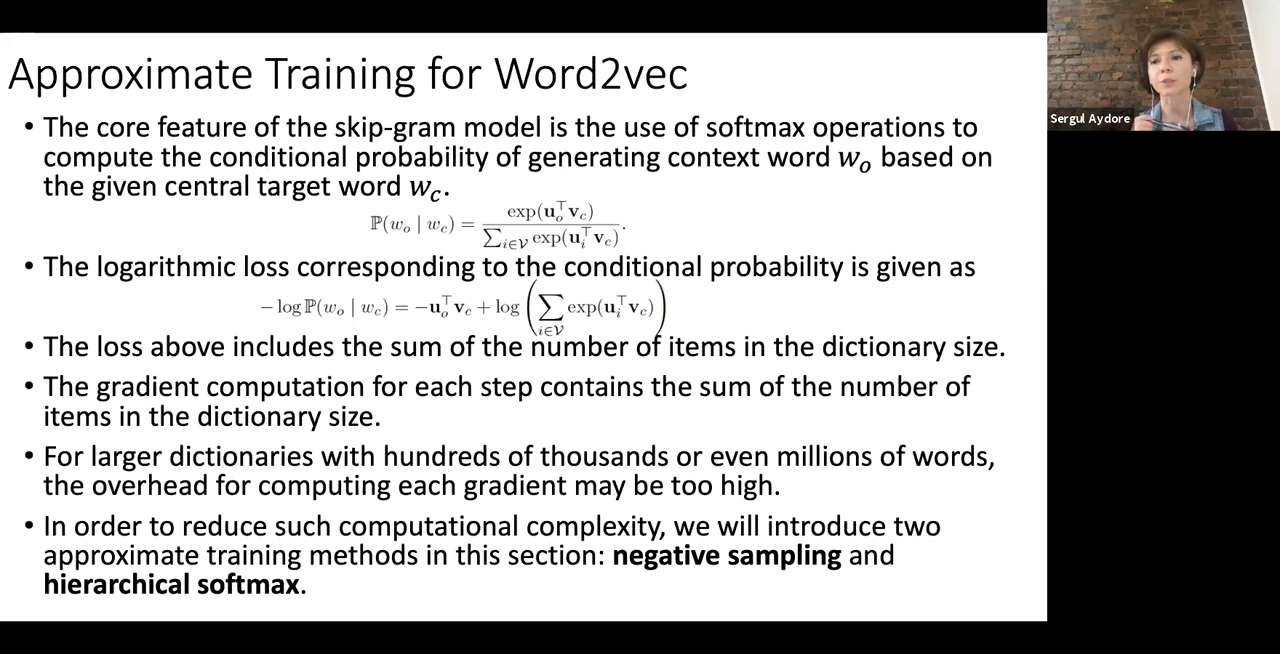 Approximate Training for Word2vec
• The core feature of the skip-gram model is the use of softmax operations to
compute the conditional probability of generating context word w_o based on
the given central target word w_c.
ℙ(w_o | w_c) = exp(u_o^⊤ v_c) / ∑_{i∈𝒱} exp(u_i^⊤ v_c).
• The logarithmic loss corresponding to the conditional probability is given as
− log ℙ(w_o | w_c) = −u_o^⊤ v_c + log (∑_{i∈𝒱} exp(u_i^⊤ v_c))
• The loss above includes the sum of the number of items in the dictionary size.
• The gradient computation for each step contains the sum of the number of
items in the dictionary size.
• For larger dictionaries with hundreds of thousands or even millions of words,
the overhead for computing each gradient may be too high.
• In order to reduce such computational complexity, we will introduce two
approximate training methods in this section: negative sampling and
hierarchical softmax.
Sergul Aydore